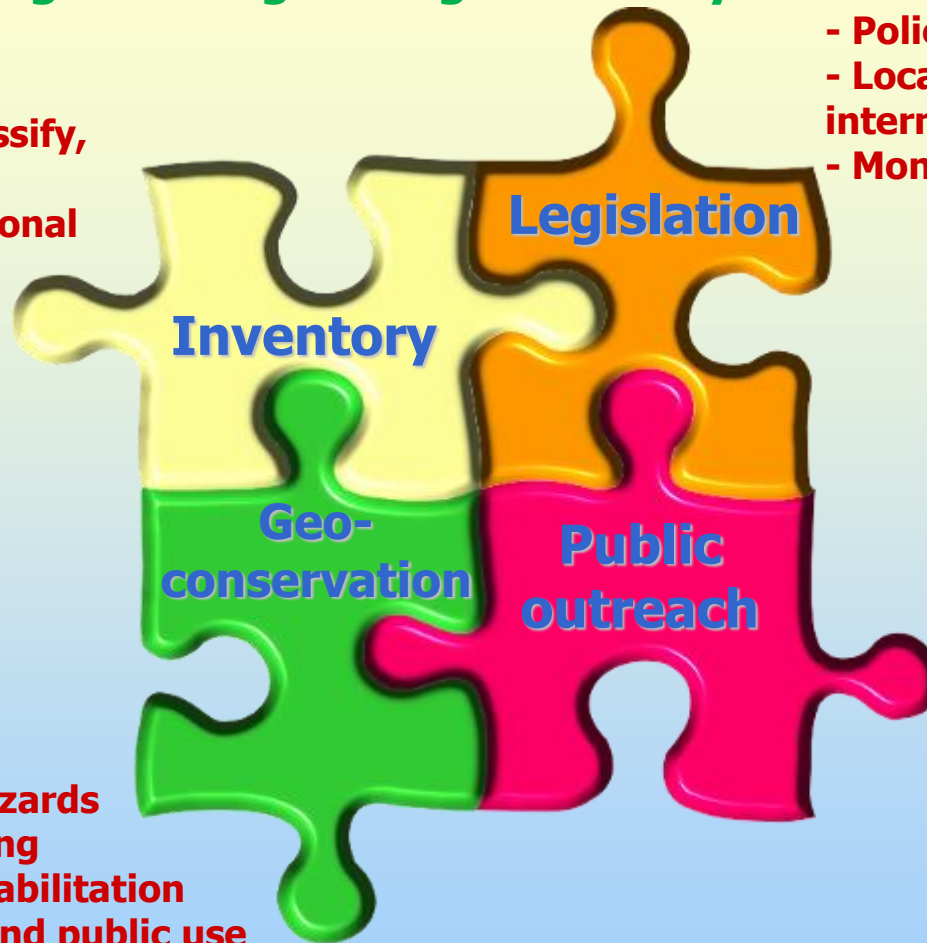 - Polic
- Loca
intern
- Mon
ssify,
onal
Legislation
Inventory
Geo-
conservation
Public
outreach
zards
ng
abilitation
nd public use